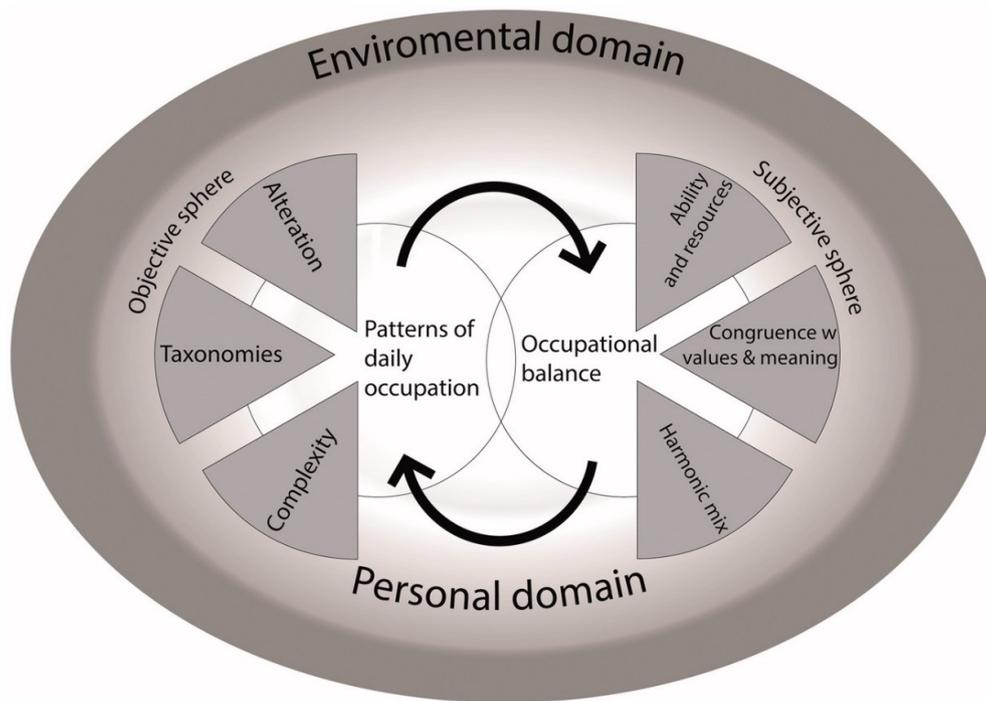 Enviromental domain
Objective sphere
Alteration
Taxonomies
Complexity
Patterns of
daily
occupation
Occupational
balance
Subjective sphere
Ability
and resources
Congruence w
values & meaning
Harmonic mix
Personal domain